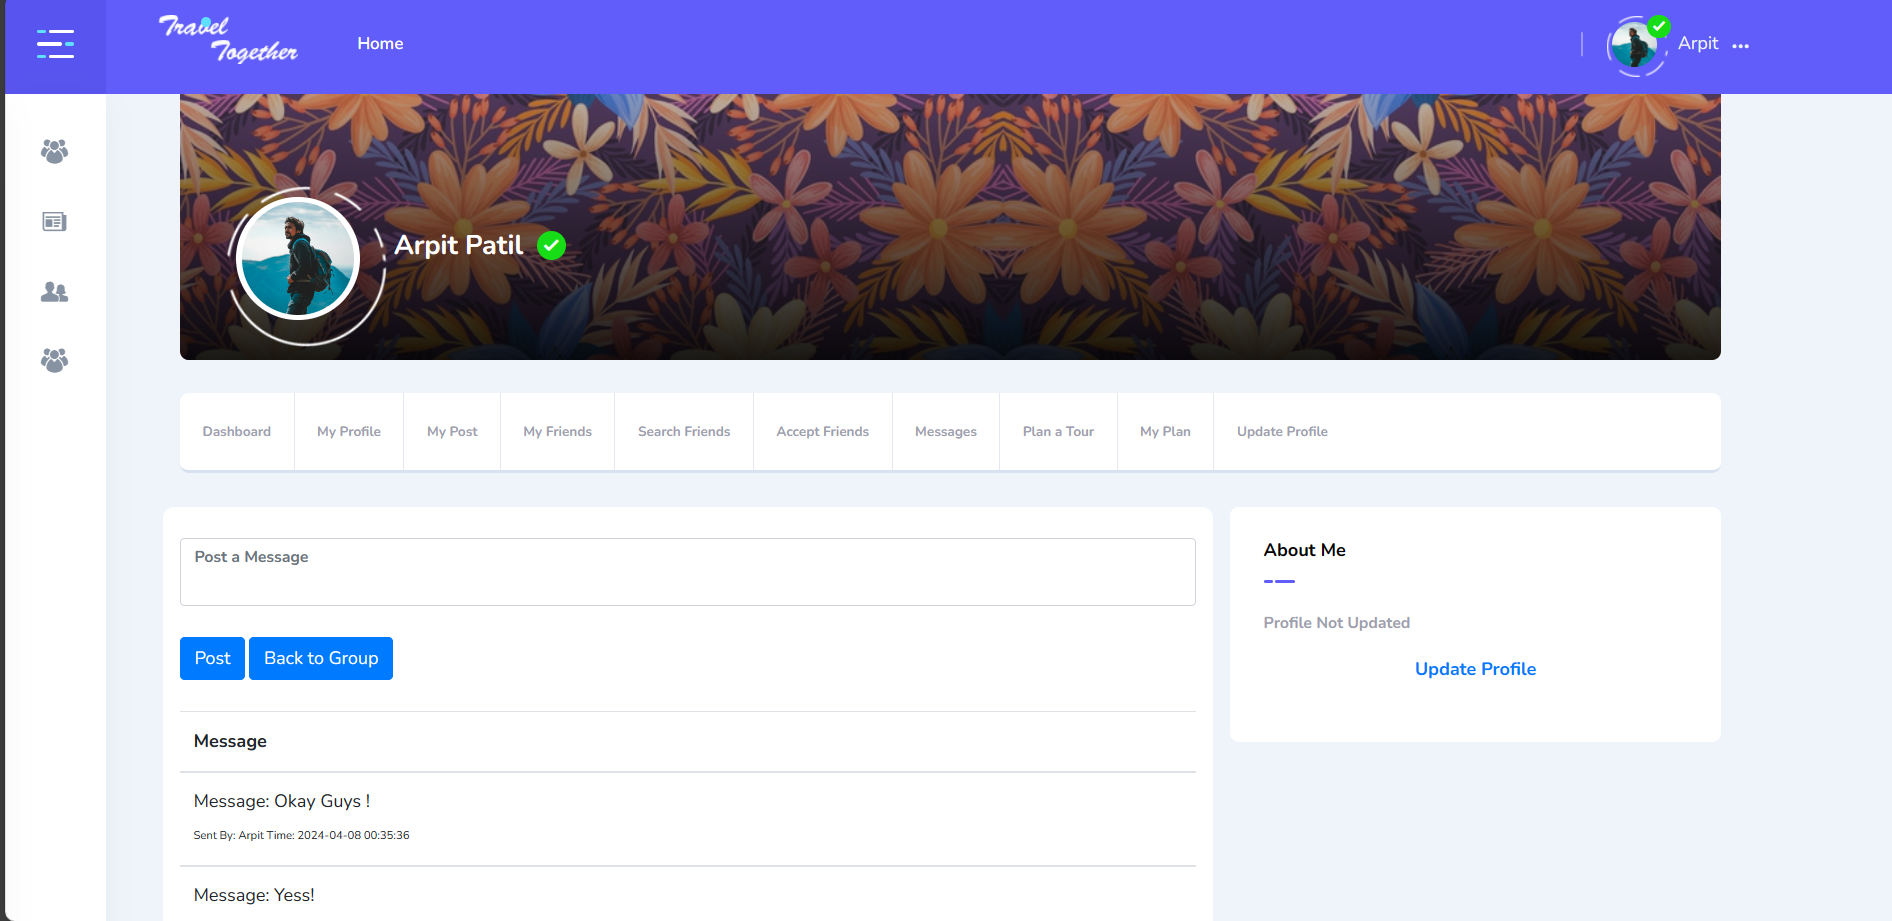 Travel
Together
Home
Arpit
Arpit Patil
Dashboard
My Profile
My Post
My Friends
Search Friends
Accept Friends
Messages
Plan a Tour
My Plan
Update Profile
Post a Message
Post
Back to Group
Message
Message: Okay Guys !
Sent By: Arpit Time: 2024-04-08 00:35:36
Message: Yess!
About Me
Profile Not Updated
Update Profile